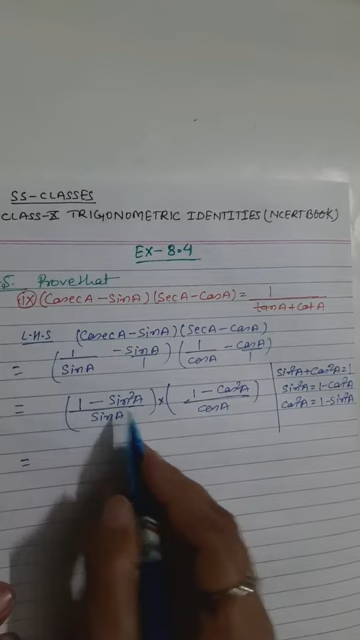 SS-CLASSES
CLASS-X TRIGONOMETRIC IDENTITIES (NCERT BOOK)
EX-8.4
5. Prove that
(ix) (CosecA - SinA) (SecA - CosA) = 1/(tanA + CotA)
L.H.S (CosecA - SinA) (SecA - CosA)
= (1/SinA - SinA/1) (1/CosA - CosA/1)
= (1 - Sin²A/SinA) × (1 - Cos²A/CosA)
Sin²A + Cos²A = 1
Sin²A = 1 - Cos²A
Cos²A = 1 - Sin²A
=